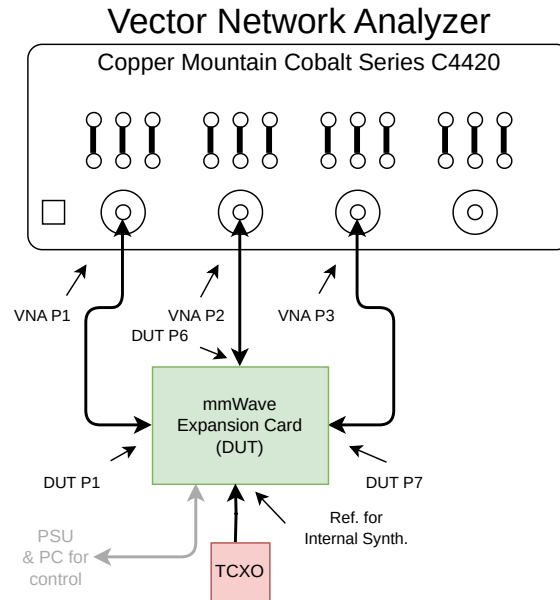 Vector Network Analyzer
Copper Mountain Cobalt Series C4420
VNA P1
VNA P2
VNA P3
DUT P6
mmWave
Expansion Card
(DUT)
DUT P1
DUT P7
Ref. for
Internal Synth.
PSU
& PC for
control
TCXO